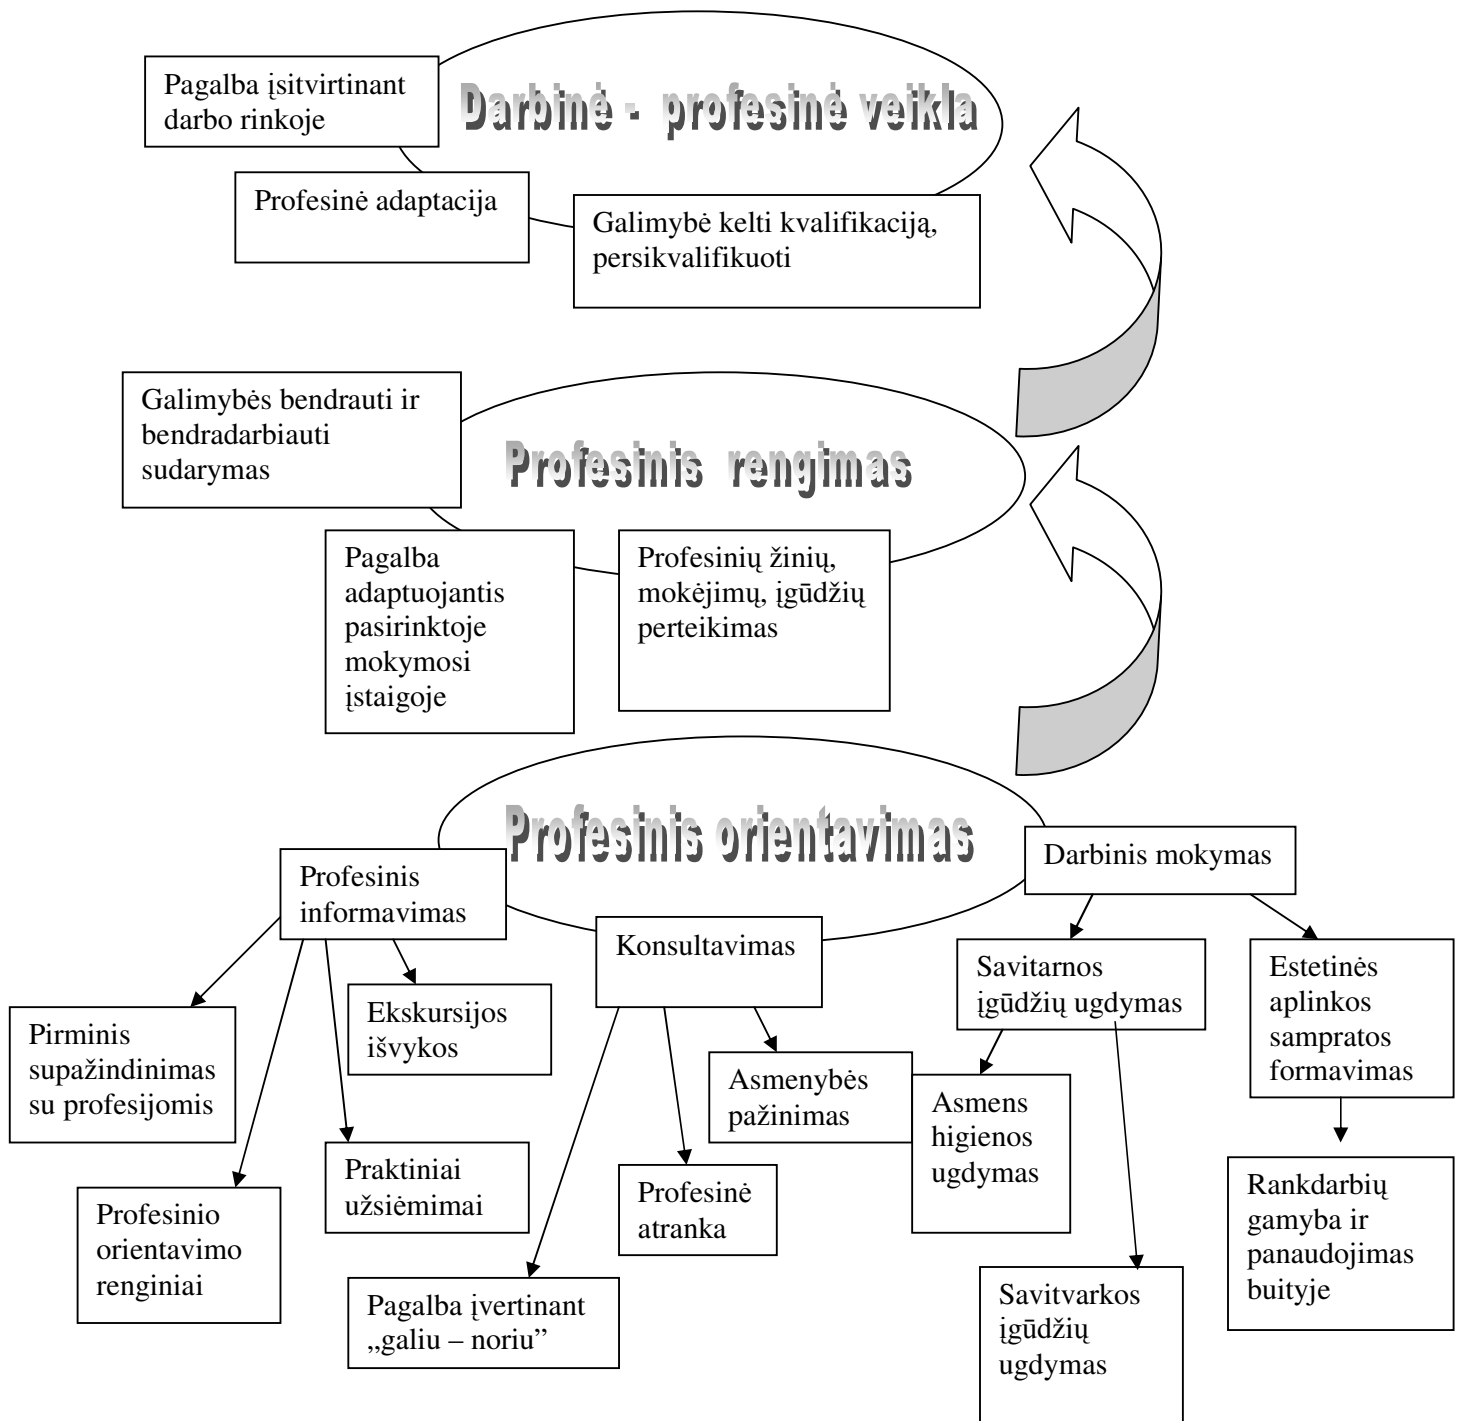 Darbinė - profesinė veikla
Pagalba įsitvirtinant
darbo rinkoje
Profesinė adaptacija
Galimybė kelti kvalifikaciją,
persikvalifikuoti
Galimybės bendrauti ir
bendradarbiauti
sudarymas
Profesinis rengimas
Pagalba
adaptuojantis
pasirinktoje
mokymosi
įstaigoje
Profesinių žinių,
mokėjimų, įgūdžių
perteikimas
Profesinis orientavimas
Profesinis
informavimas
Konsultavimas
Darbinis mokymas
Pirminis
supažindinimas
su profesijomis
Ekskursijos
išvykos
Profesinio
orientavimo
renginiai
Praktiniai
užsiėmimai
Pagalba įvertinant
„galiu – noriu”
Profesinė
atranka
Asmenybės
pažinimas
Savitarnos
įgūdžių ugdymas
Asmens
higienos
ugdymas
Savitvarkos
įgūdžių
ugdymas
Estetinės
aplinkos
sampratos
formavimas
Rankdarbių
gamyba ir
panaudojimas
buityje